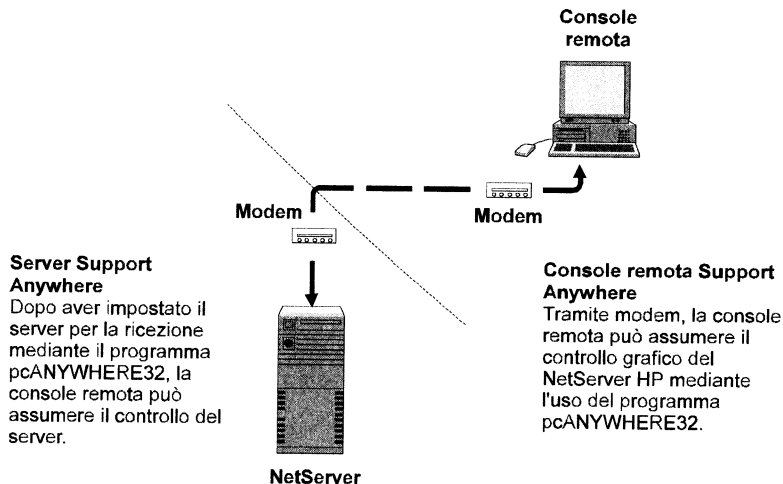 Console
remota
Modem
Modem
Server Support
Anywhere
Dopo aver impostato il
server per la ricezione
mediante il programma
pcANYWHERE32, la
console remota può
assumere il controllo del
server.
Console remota Support
Anywhere
Tramite modem, la console
remota può assumere il
controllo grafico del
NetServer HP mediante
l'uso del programma
pcANYWHERE32.
NetServer